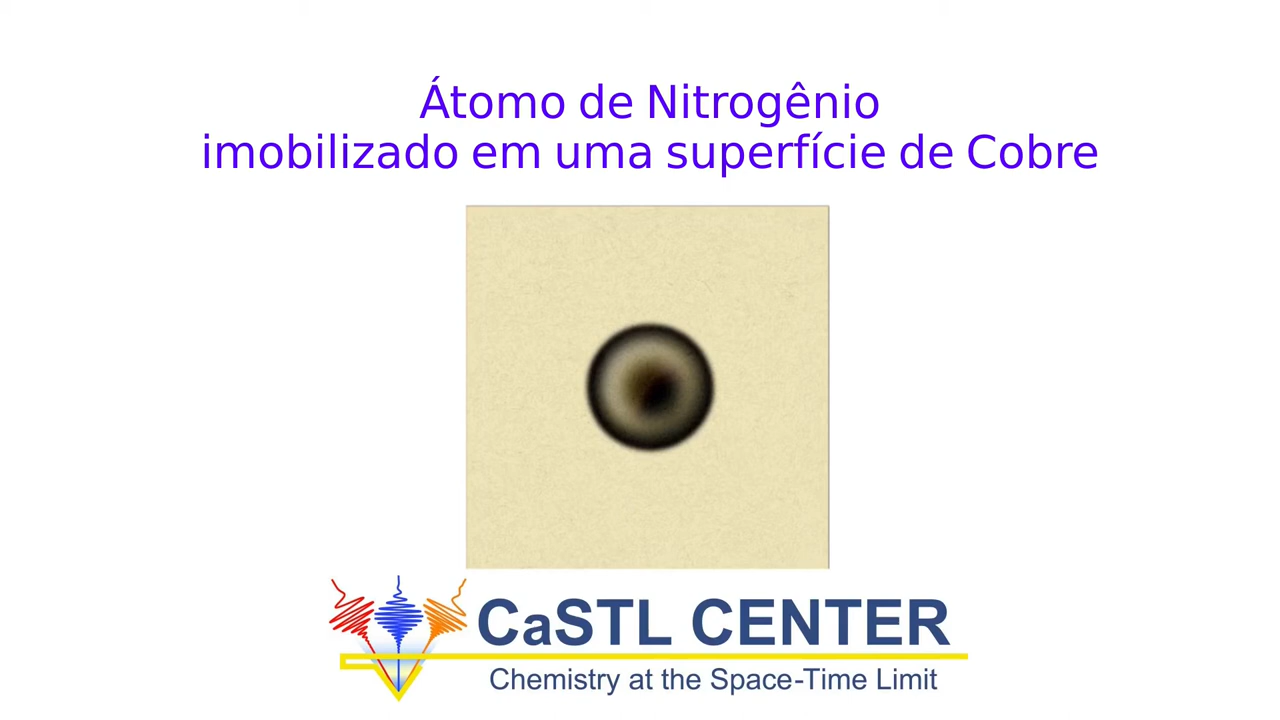 Átomo de Nitrogênio
imobilizado em uma superfície de Cobre
CaSTL CENTER
Chemistry at the Space-Time Limit